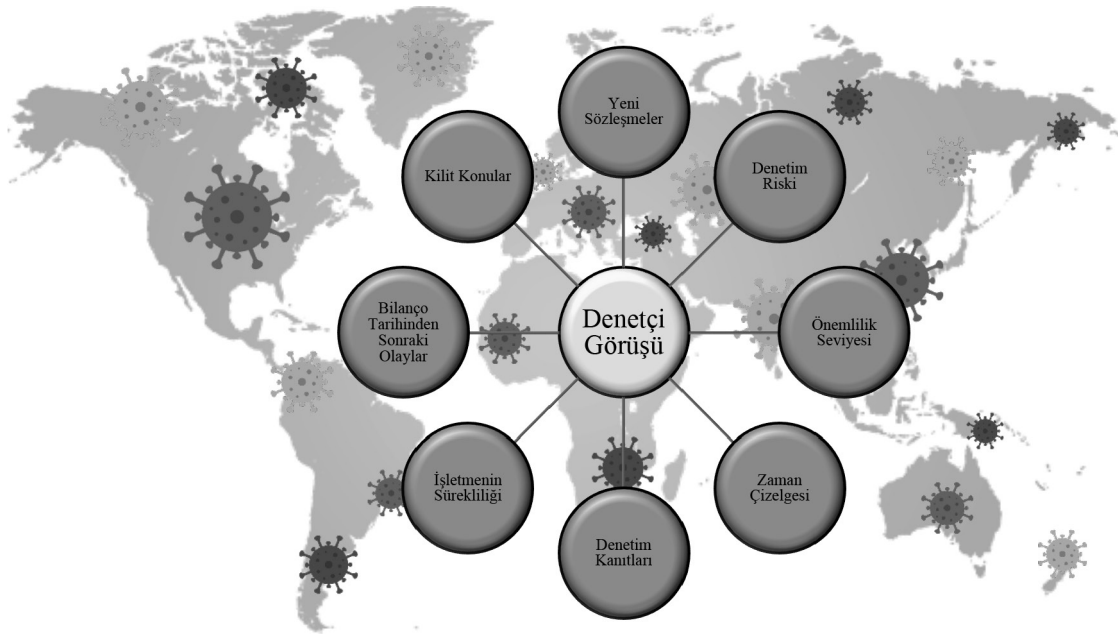 Yeni
Sözleşmeler
Kilit Konular
Denetim
Riski
Bilanço
Tarihinden
Sonraki
Olaylar
Denetçi
Görüşü
Önemlilik
Seviyesi
İşletmenin
Sürekliliği
Zaman
Çizelgesi
Denetim
Kanıtları